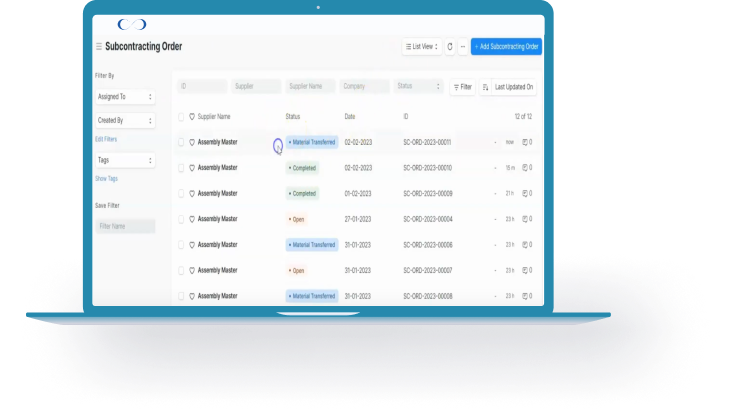 Subcontracting Order
List View
+ Add Subcontracting Order
Filter By
Assigned To
Created By
Edit Filters
Tags
Show Tags
Save Filter
Filter Name
ID Supplier Supplier Name Company Status Filter Last Updated On
Supplier Name Status Date ID 12 of 12
Assembly Master Material Transferred 02-02-2023 SC-ORD-2023-00011 - now 0
Assembly Master Completed 02-02-2023 SC-ORD-2023-00010 - 15 m 0
Assembly Master Completed 01-02-2023 SC-ORD-2023-00009 - 21 h 0
Assembly Master Open 27-01-2023 SC-ORD-2023-00004 - 23 h 0
Assembly Master Material Transferred 31-01-2023 SC-ORD-2023-00006 - 23 h 0
Assembly Master Open 31-01-2023 SC-ORD-2023-00007 - 23 h 0
Assembly Master Material Transferred 31-01-2023 SC-ORD-2023-00008 - 23 h 0